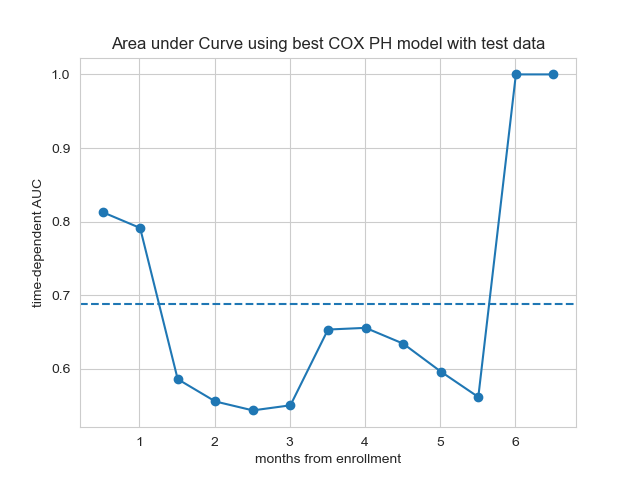 Area under Curve using best COX PH model with test data
1.0
0.9
0.8
0.7
0.6
time-dependent AUC
1 2 3 4 5 6
months from enrollment